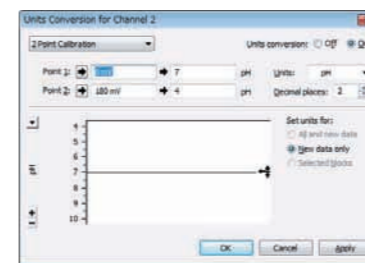 Units Conversion for Channel 2
2 Point Calibration
Units conversion: Off
Point 1: 7 pH Units: pH
Point 2: 180 mV 4 pH Decimal places: 2
Set units for:
All and new data
New data only
Selected blocks
pH
4
5
6
7
8
9
10
+
-
OK Cancel Apply